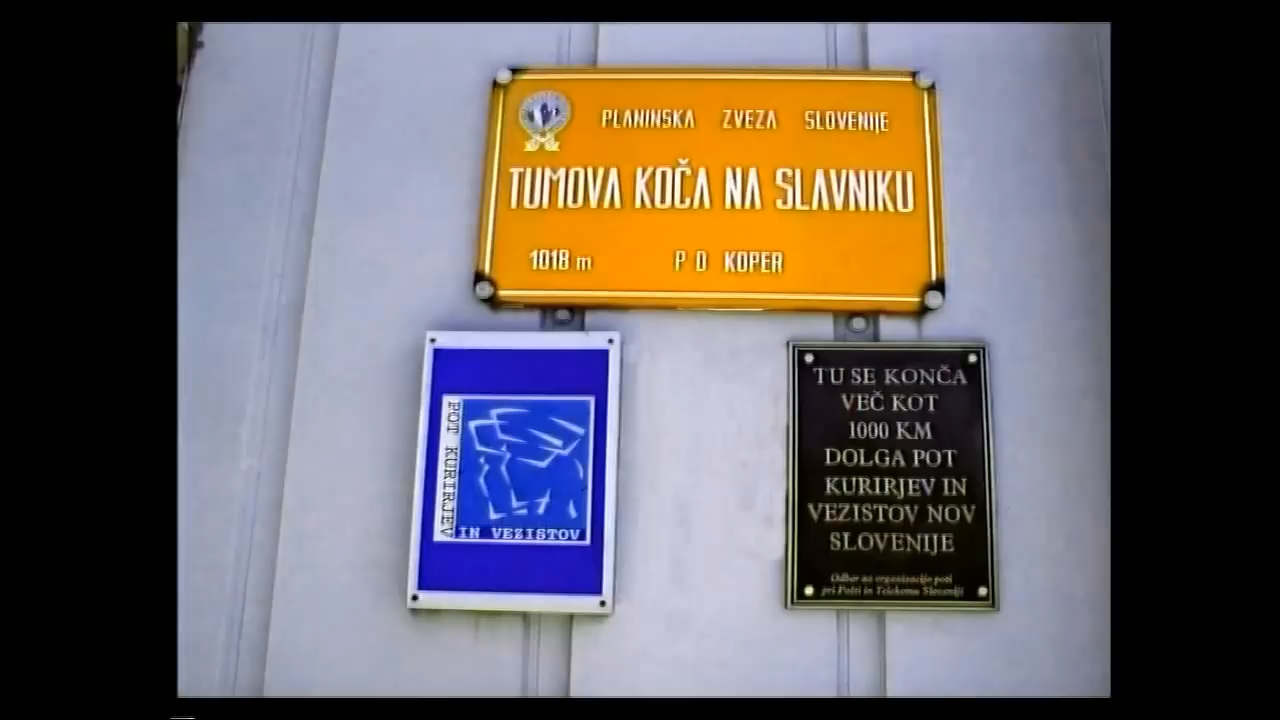 PLANINSKA ZVEZA SLOVENIJE
TUMOVA KOČA NA SLAVNIKU
1018 m P D KOPER
POT KURIRJEV
IN VEZISTOV
TU SE KONČA
VEČ KOT
1000 KM
DOLGA POT
KURIRJEV IN
VEZISTOV NOV
SLOVENIJE
Odbor za organizacijo poti
pri Pošti in Telekomu Slovenije